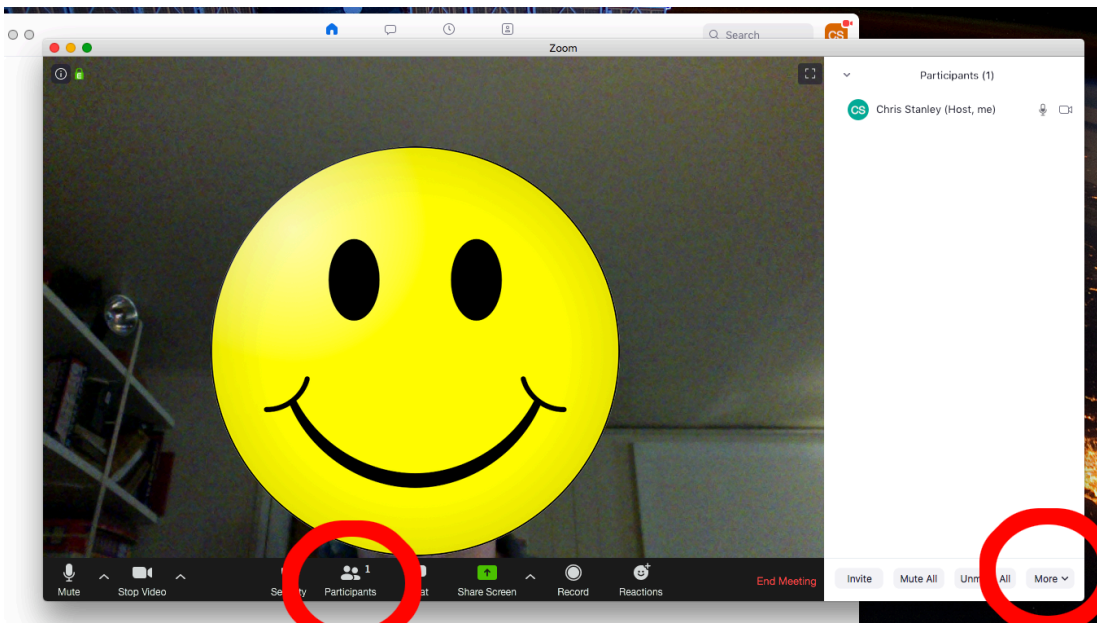 Search
CS
Zoom
Participants (1)
CS Chris Stanley (Host, me)
1
Mute
Stop Video
Participants
Share Screen
Record
Reactions
End Meeting
Invite
Mute All
All
More